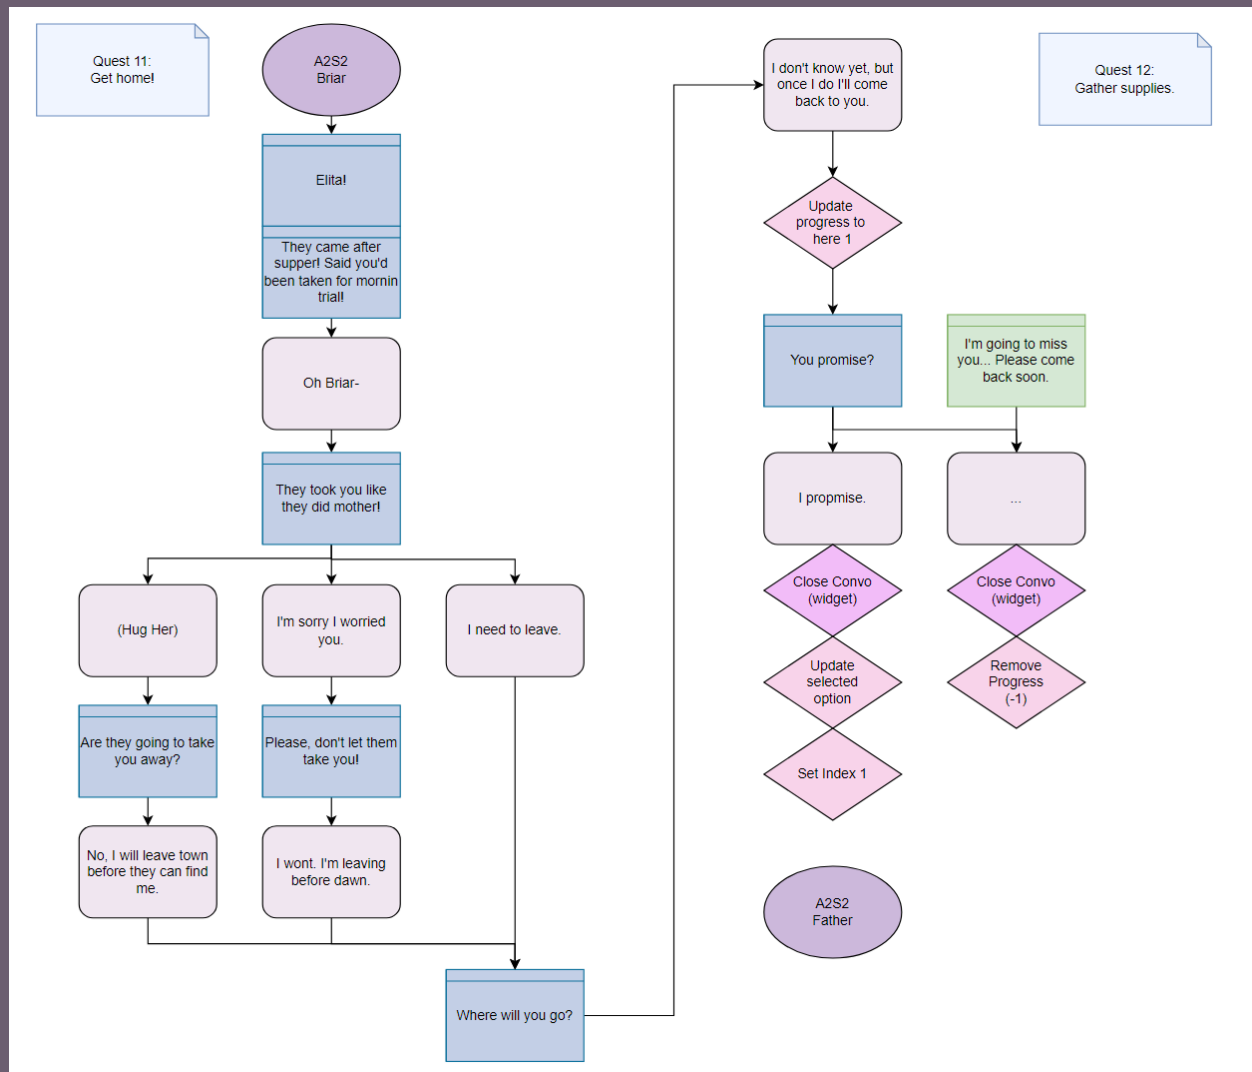 Quest 11:
Get home!
A2S2
Briar
Elita!
They came after
supper! Said you'd
been taken for mornin
trial!
Oh Briar-
They took you like
they did mother!
(Hug Her)
I'm sorry I worried
you.
I need to leave.
Are they going to take
you away?
Please, don't let them
take you!
No, I will leave town
before they can find
me.
I wont. I'm leaving
before dawn.
Where will you go?
I don't know yet, but
once I do I'll come
back to you.
Quest 12:
Gather supplies.
Update
progress to
here 1
You promise?
I'm going to miss
you... Please come
back soon.
I propmise.
...
Close Convo
(widget)
Close Convo
(widget)
Update
selected
option
Remove
Progress
(-1)
Set Index 1
A2S2
Father